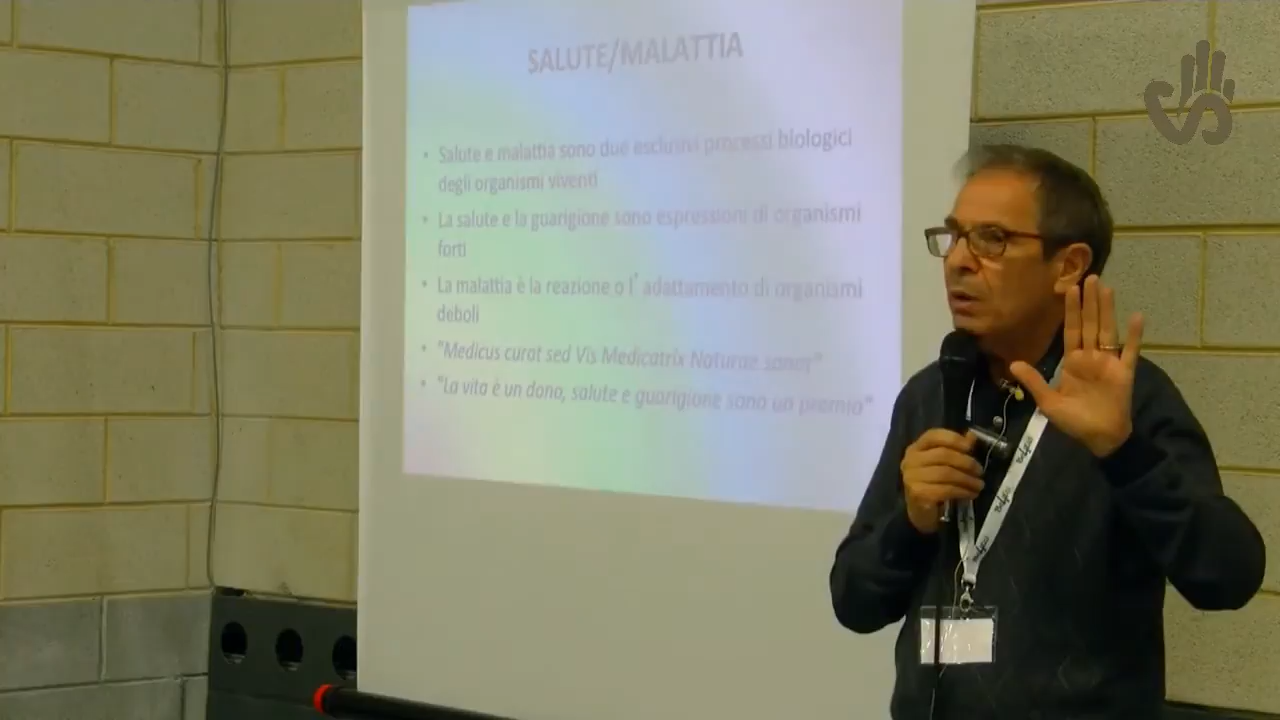 SALUTE/MALATTIA
• Salute e malattia sono due esclusivi processi biologici
degli organismi viventi
• La salute e la guarigione sono espressione di organismi
forti
• La malattia è la reazione o l' adattamento di organismi
deboli
• "Medicus curat sed Vis Medicatrix Naturae sanat"
• "La vita è un dono, salute e guarigione sono un premio"